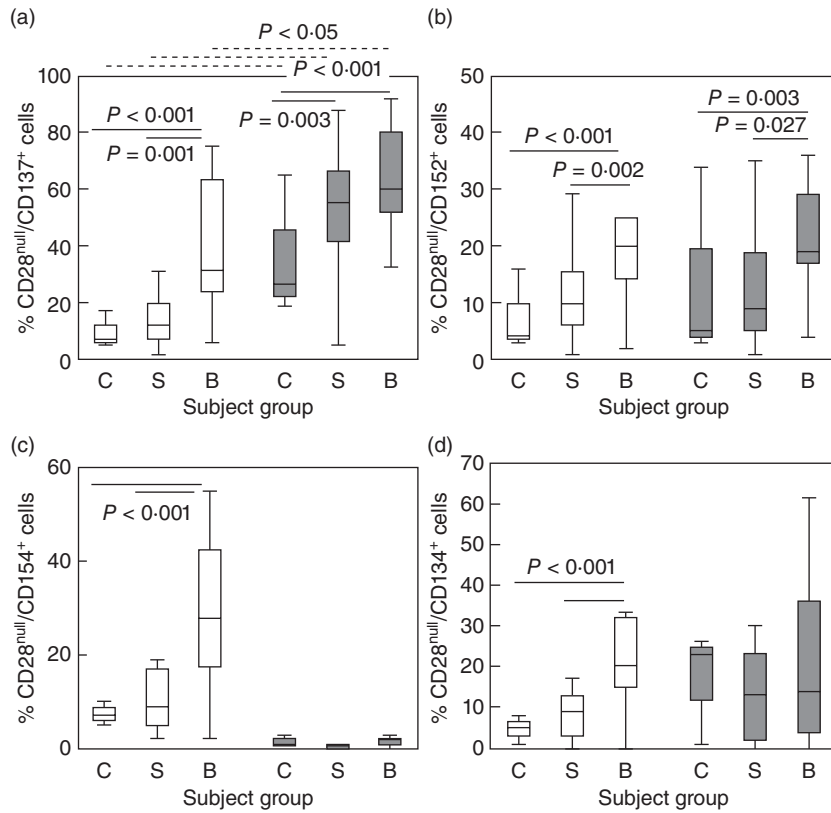 (a)
P < 0·05
P < 0·001
P < 0·001
P = 0·003
P = 0·001
% CD28null/CD137+ cells
100
80
60
40
20
0
C S B C S B
Subject group
(b)
P = 0·003
P < 0·001
P = 0·027
P = 0·002
% CD28null/CD152+ cells
50
40
30
20
10
0
C S B C S B
Subject group
(c)
P < 0·001
% CD28null/CD154+ cells
60
40
20
0
C S B C S B
Subject group
(d)
P < 0·001
% CD28null/CD134+ cells
70
60
50
40
30
20
10
0
C S B C S B
Subject group